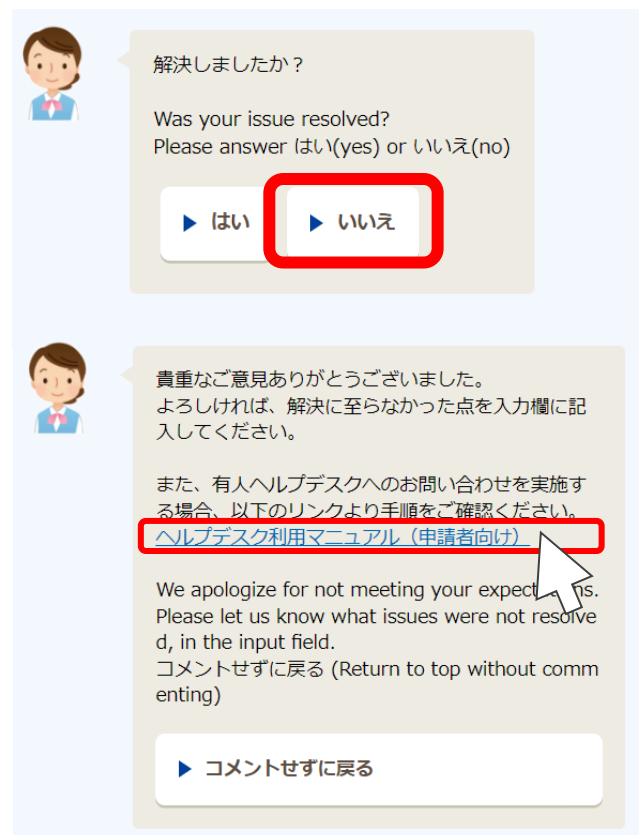 解決しましたか？
Was your issue resolved?
Please answer はい(yes) or いいえ(no)
はい
いいえ
貴重なご意見ありがとうございました。
よろしければ、解決に至らなかった点を入力欄に記
入してください。
また、有人ヘルプデスクへのお問い合わせを実施す
る場合、以下のリンクより手順をご確認ください。
ヘルプデスク利用マニュアル（申請者向け）
We apologize for not meeting your expectations.
Please let us know what issues were not resolve
d, in the input field.
コメントせずに戻る (Return to top without comm
enting)
コメントせずに戻る